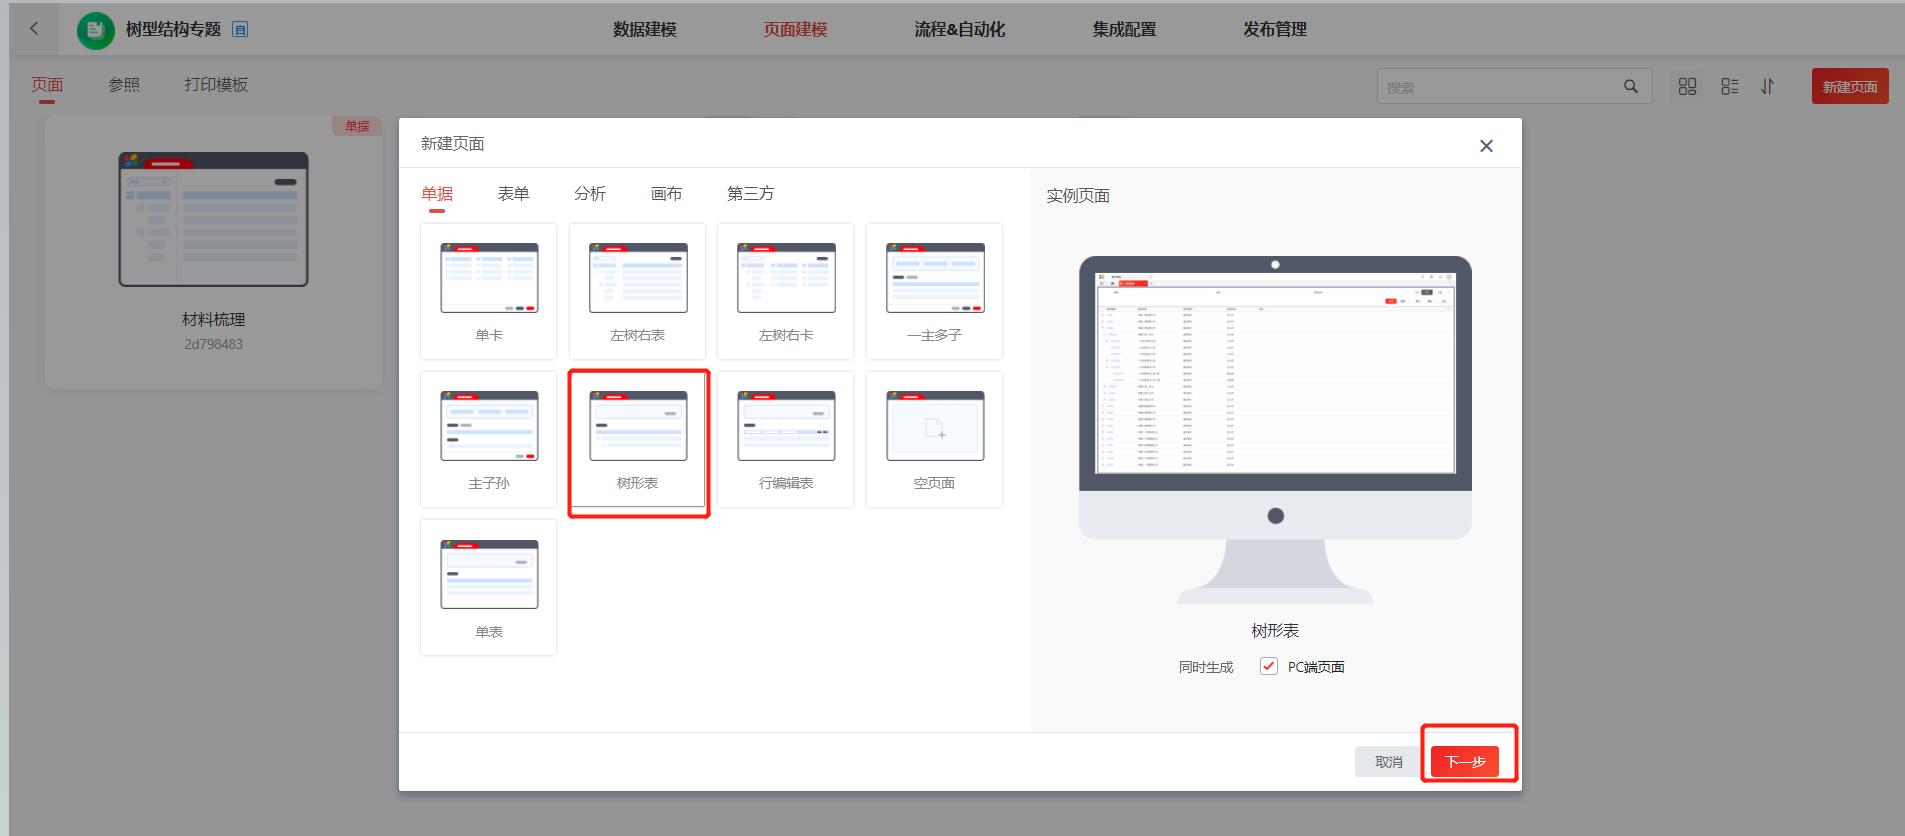 树型结构专题 自
数据建模 页面建模 流程&自动化 集成配置 发布管理
页面 参照 打印模板
搜索
新建页面
单据
材料梳理
2d798483
新建页面
单据 表单 分析 画布 第三方
单卡 左树右表 左树右卡 一主多子
主子孙 树形表 行编辑表 空页面
单表
实例页面
树形表
同时生成 PC端页面
取消 下一步